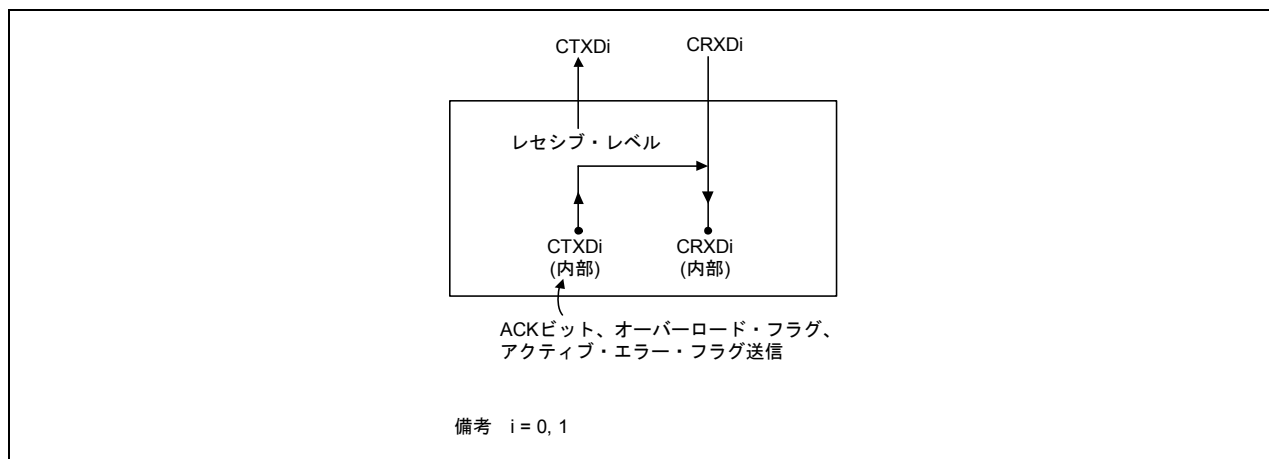 CTXDi
CRXDi
レセシブ・レベル
CTXDi
(内部)
CRXDi
(内部)
ACKビット、オーバーロード・フラグ、
アクティブ・エラー・フラグ送信
備考 i = 0, 1